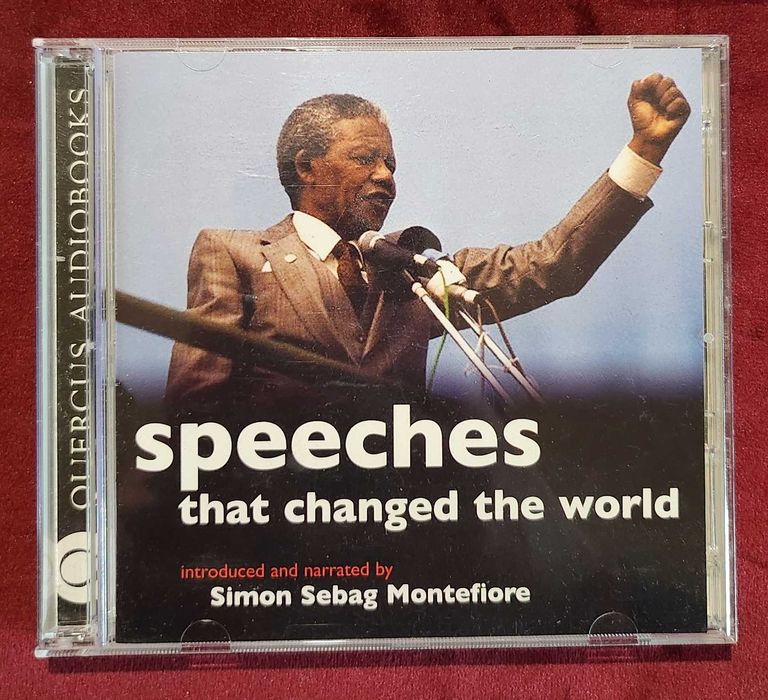 QUERCUS AUDIOBOOKS
speeches
that changed the world
introduced and narrated by
Simon Sebag Montefiore